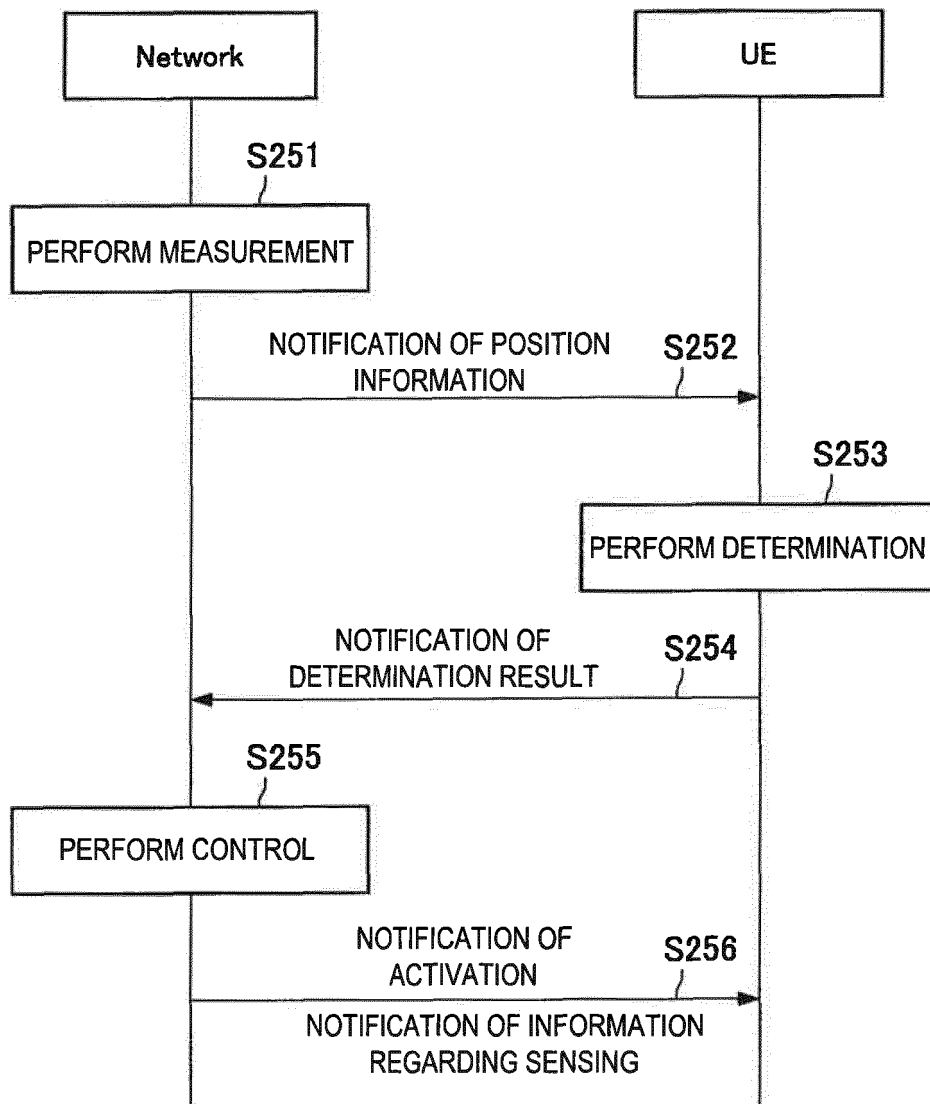 Network
UE
S251
PERFORM MEASUREMENT
NOTIFICATION OF POSITION
INFORMATION
S252
S253
PERFORM DETERMINATION
NOTIFICATION OF
DETERMINATION RESULT
S254
S255
PERFORM CONTROL
NOTIFICATION OF
ACTIVATION
S256
NOTIFICATION OF INFORMATION
REGARDING SENSING